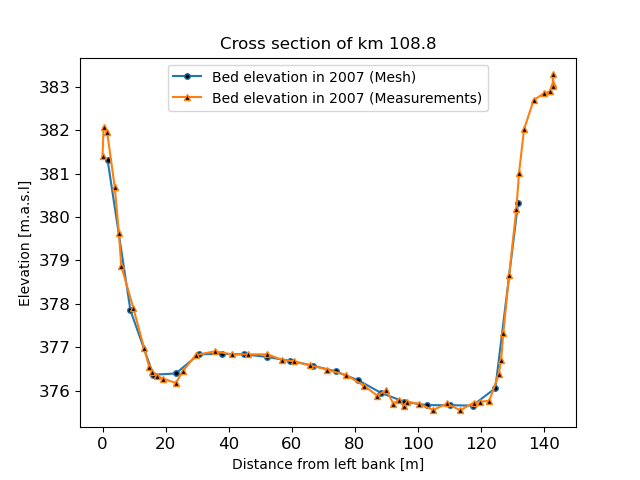 Cross section of km 108.8
Bed elevation in 2007 (Mesh)
Bed elevation in 2007 (Measurements)
Elevation [m.a.s.l]
383
382
381
380
379
378
377
376
0 20 40 60 80 100 120 140
Distance from left bank [m]